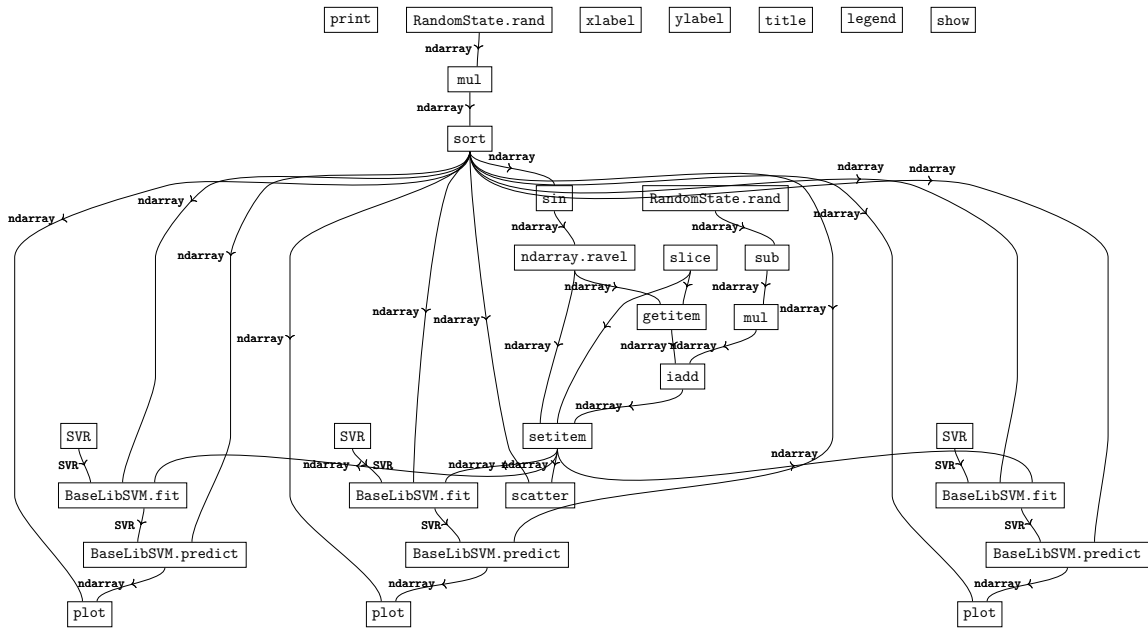 print RandomState.rand xlabel ylabel title legend show
ndarray
mul
ndarray
sort
ndarray ndarray ndarray
ndarray
sin RandomState.rand
ndarray ndarray
ndarray ndarray
ndarray
ndarray.ravel slice sub
ndarray ndarray
ndarray ndarray ndarray
getitem mul
ndarray
ndarray ndarray ndarray ndarray
iadd
ndarray
SVR SVR setitem SVR
ndarray
SVR ndarray SVR ndarray ndarray SVR
BaseLibSVM.fit BaseLibSVM.fit scatter BaseLibSVM.fit
SVR SVR SVR
BaseLibSVM.predict BaseLibSVM.predict BaseLibSVM.predict
ndarray ndarray ndarray
plot plot plot